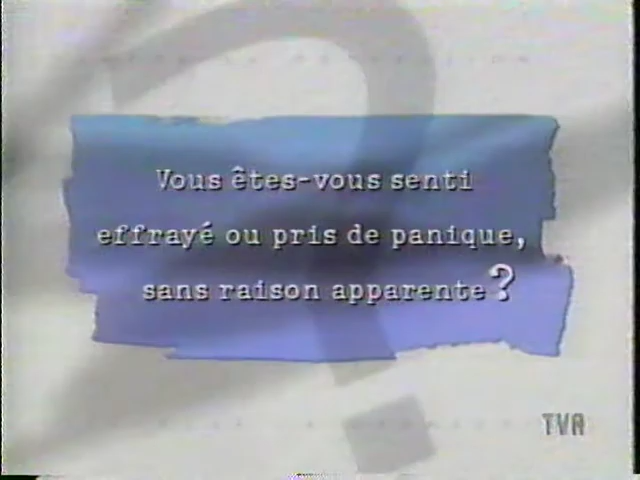 Vous êtes-vous senti
effrayé ou pris de panique,
sans raison apparente?
TVA